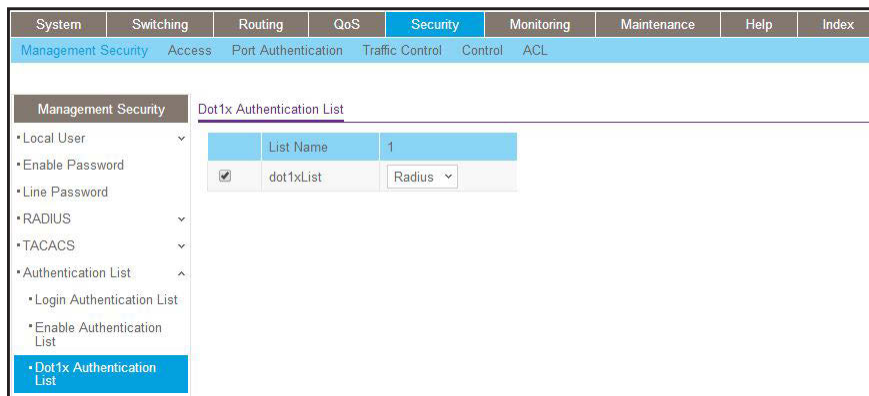 System Switching Routing QoS Security Monitoring Maintenance Help Index
Management Security Access Port Authentication Traffic Control Control ACL
Management Security
Local User
Enable Password
Line Password
RADIUS
TACACS
Authentication List
Login Authentication List
Enable Authentication
List
Dot1x Authentication
List
Dot1x Authentication List
List Name 1
dot1xList Radius